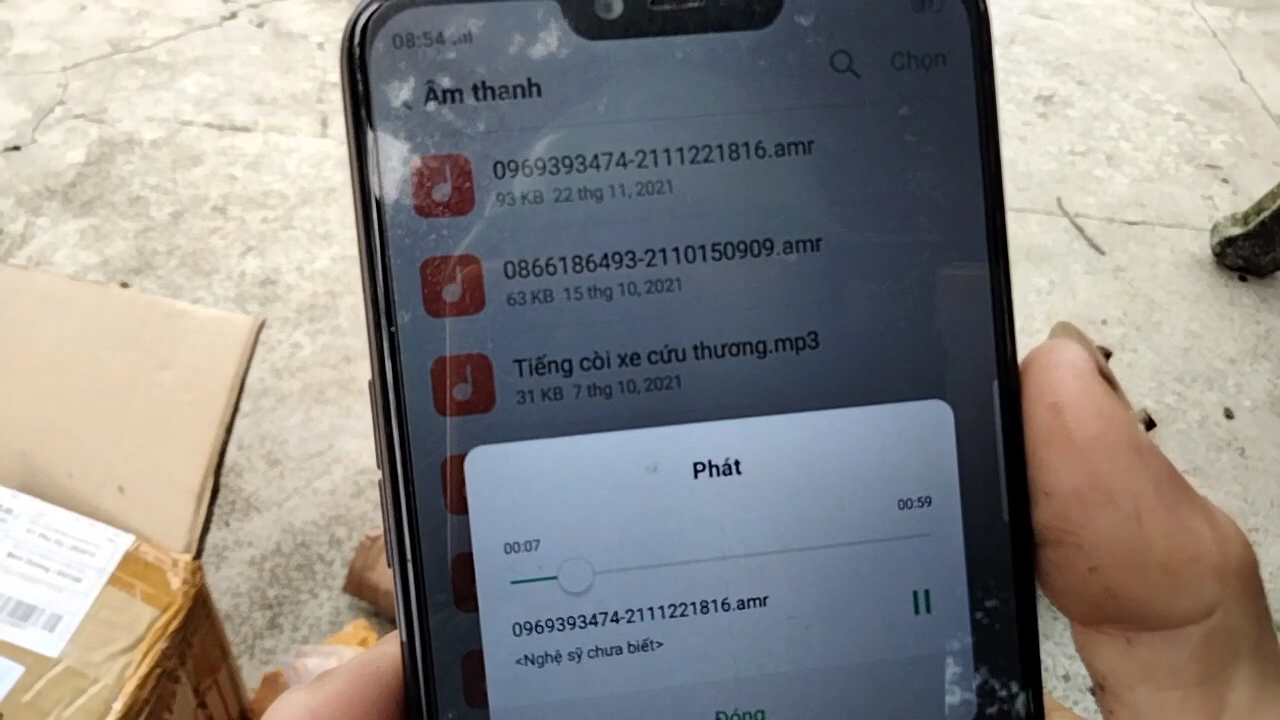 08:54
Âm thanh
Chọn
0969393474-2111221816.amr
93 KB 22 thg 11, 2021
0866186493-2110150909.amr
63 KB 15 thg 10, 2021
Tiếng còi xe cứu thương.mp3
31 KB 7 thg 10, 2021
Phát
00:59
00:07
0969393474-2111221816.amr
<Nghệ sỹ chưa biết>
Đóng